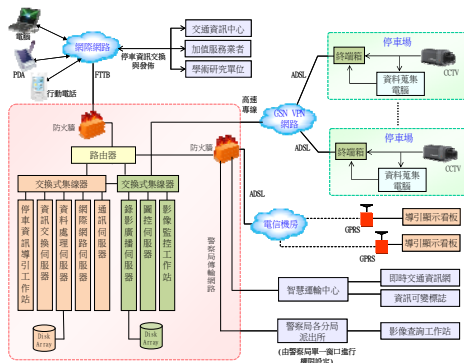 電腦
PDA
行動電話
網際網路
停車資訊交換
與發佈
交通資訊中心
加值服務業者
學術研究單位
FTTB
高速
專線
GSN VPN
網路
ADSL
ADSL
停車場
終端箱
資料蒐集
電腦
CCTV
停車場
終端箱
資料蒐集
電腦
CCTV
防火牆
防火牆
路由器
交換式集線器
交換式集線器
停車資訊導引工作站
資訊交換伺服器
資料處理伺服器
網際網路伺服器
通訊伺服器
錄影廣播伺服器
圖控伺服器
影像監控工作站
Disk
Array
Disk
Array
警察局傳輸網路
ADSL
電信機房
GPRS
導引顯示看板
GPRS
導引顯示看板
智慧運輸中心
即時交通資訊網
資訊可變標誌
警察局各分局
派出所
影像查詢工作站
(由警察局單一窗口進行
權限設定)